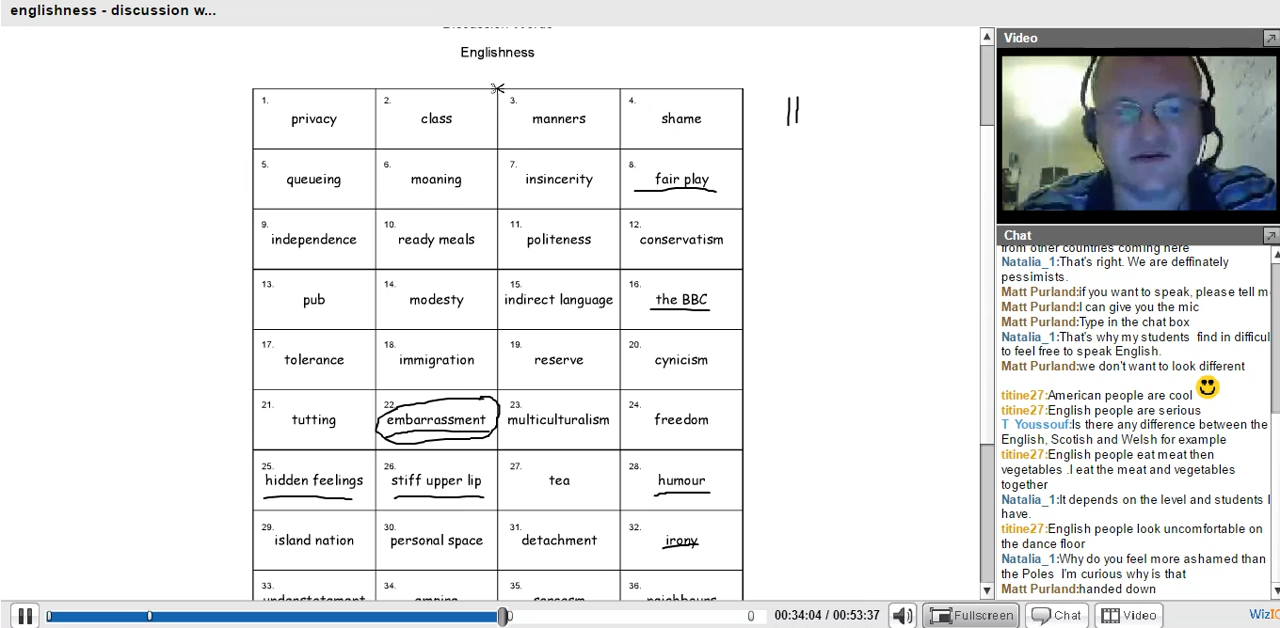 englishness - discussion w...
Englishness
1. privacy 2. class 3. manners 4. shame
5. queueing 6. moaning 7. insincerity 8. fair play
9. independence 10. ready meals 11. politeness 12. conservatism
13. pub 14. modesty 15. indirect language 16. the BBC
17. tolerance 18. immigration 19. reserve 20. cynicism
21. tutting 22. embarrassment 23. multiculturalism 24. freedom
25. hidden feelings 26. stiff upper lip 27. tea 28. humour
29. island nation 30. personal space 31. detachment 32. irony
33. 34. 35. sarcasm 36. neighbours
Video
Chat
from other countries coming here
Natalia_1:That's right. We are deffinately
pessimists.
Matt Purland:if you want to speak, please tell m
Matt Purland:I can give you the mic
Matt Purland:Type in the chat box
Natalia_1:That's why my students find in difficul
to feel free to speak English.
Matt Purland:we don't want to look different
titine27:American people are cool
titine27:English people are serious
T Youssouf:Is there any difference between the
English, Scotish and Welsh for example
titine27:English people eat meat then
vegetables .I eat the meat and vegetables
together
Natalia_1:It depends on the level and students I
have.
titine27:English people look uncomfortable on
the dance floor
Natalia_1:Why do you feel more ashamed than
the Poles I'm curious why is that
Matt Purland:handed down
00:34:04 / 00:53:37 Fullscreen Chat Video WizI